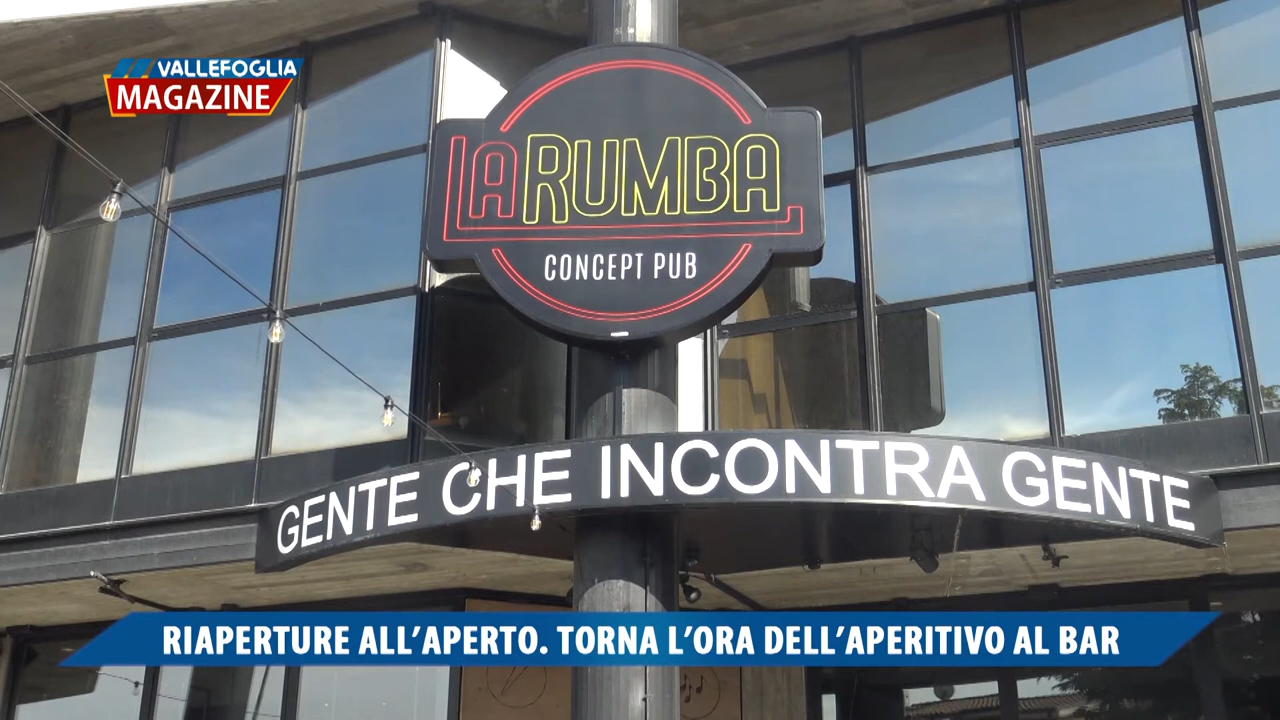 VALLEFOGLIA
MAGAZINE
LARUMBA
CONCEPT PUB
GENTE CHE INCONTRA GENTE
RIAPERTURE ALL'APERTO. TORNA L'ORA DELL'APERITIVO AL BAR